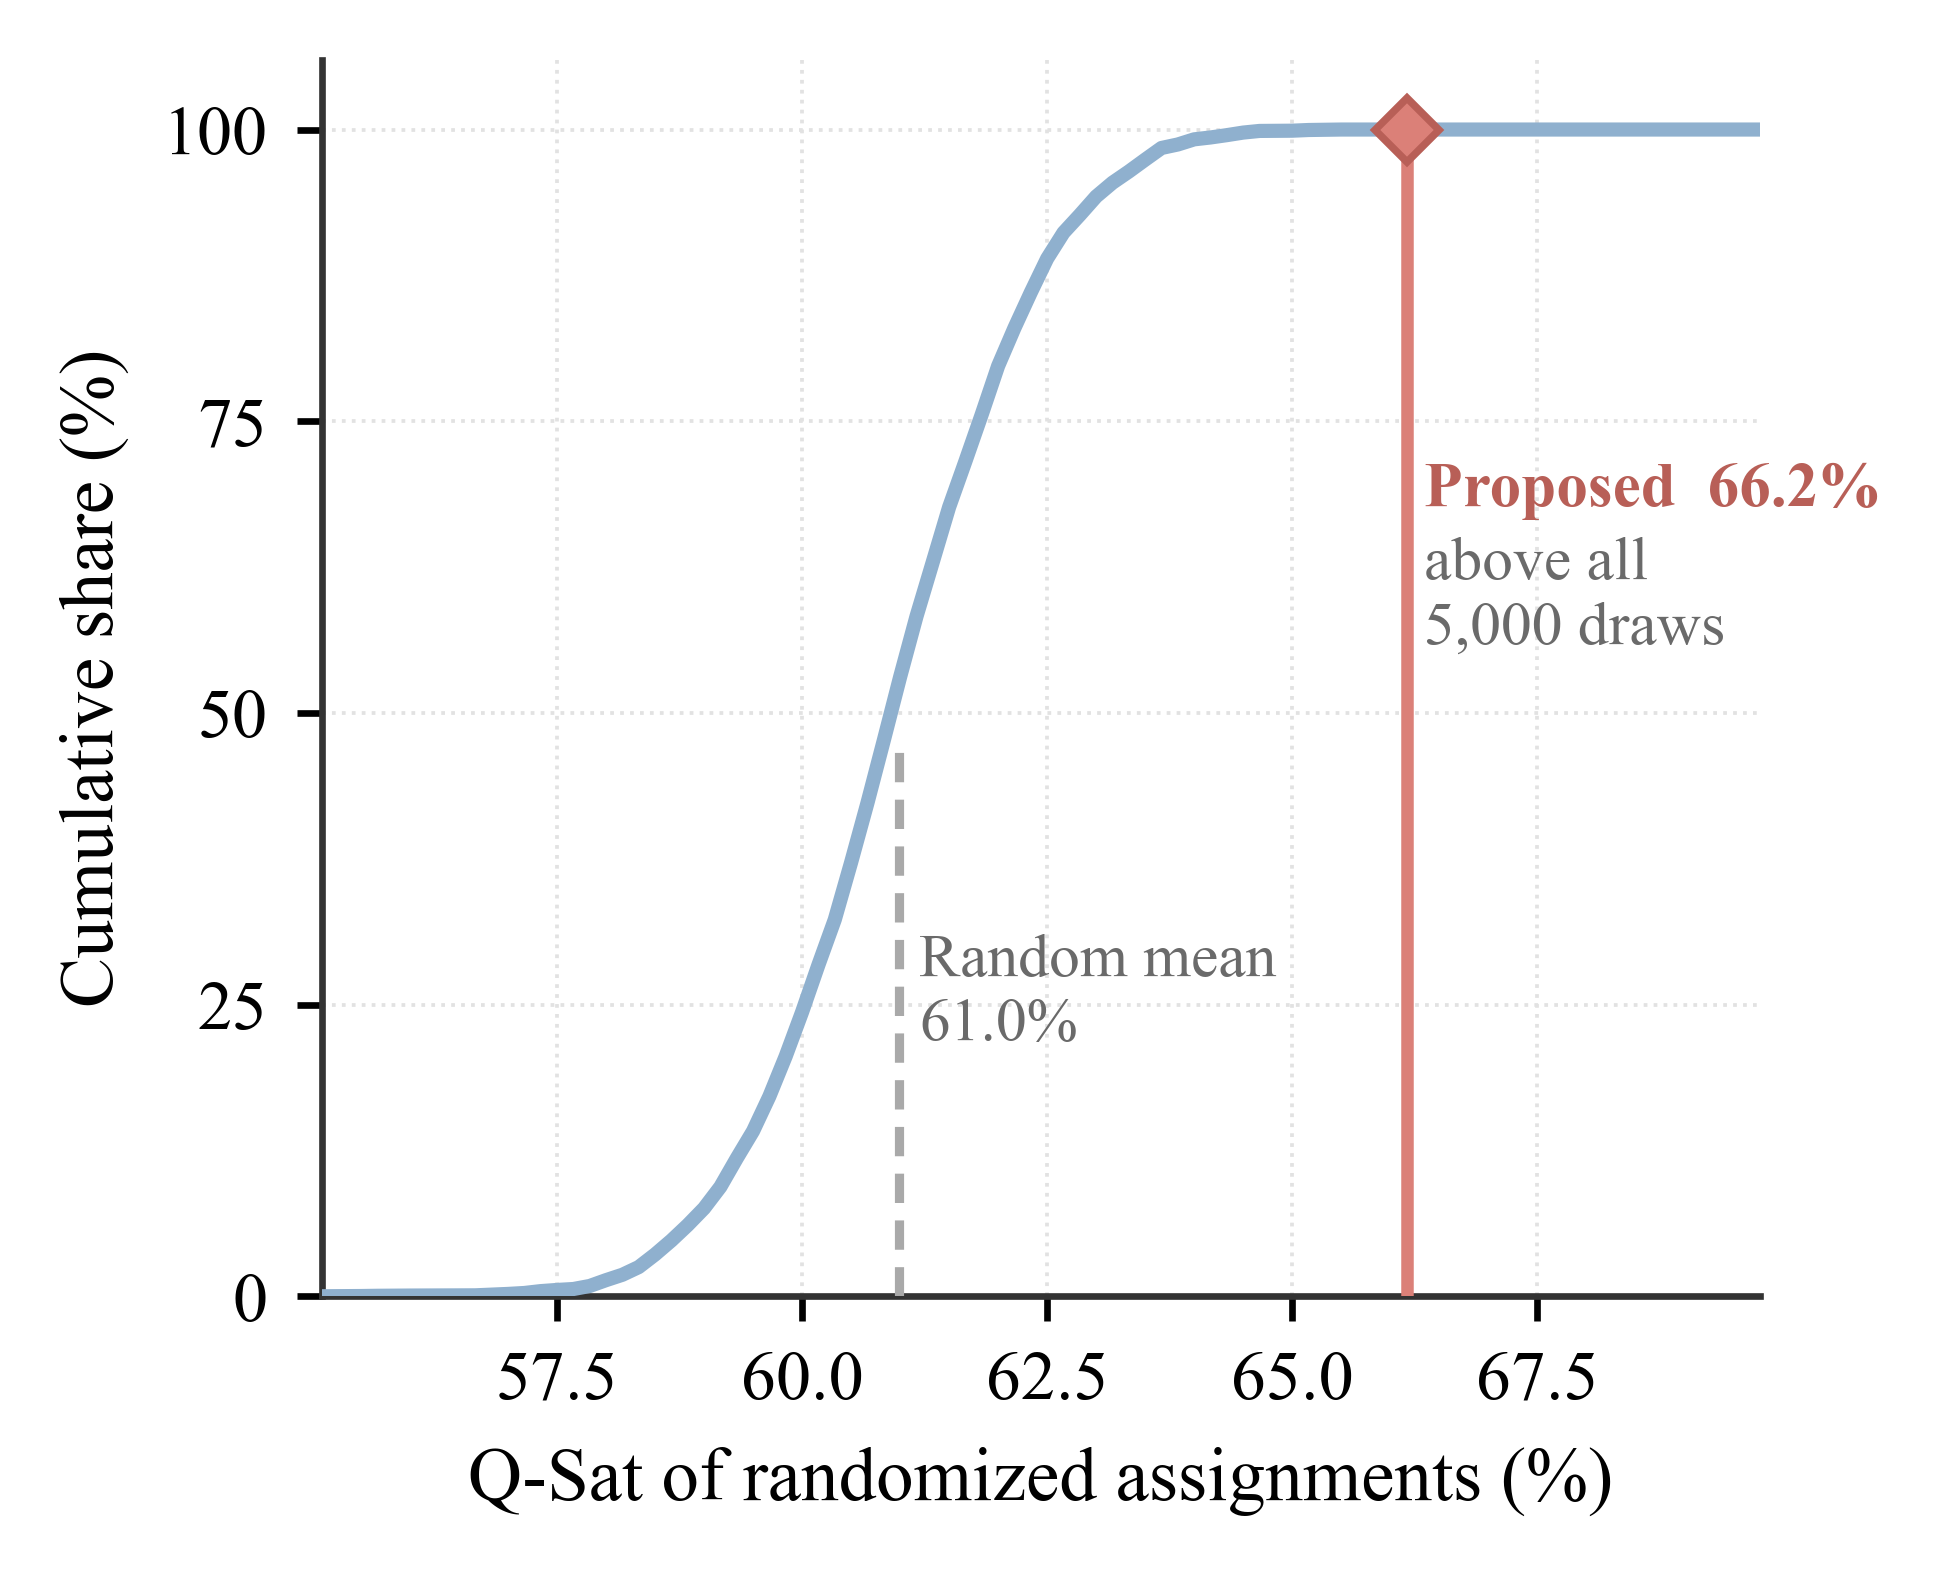 100
75
50
25
0
Cumulative share (%)
Proposed 66.2%
above all
5,000 draws
Random mean
61.0%
57.5 60.0 62.5 65.0 67.5
Q-Sat of randomized assignments (%)